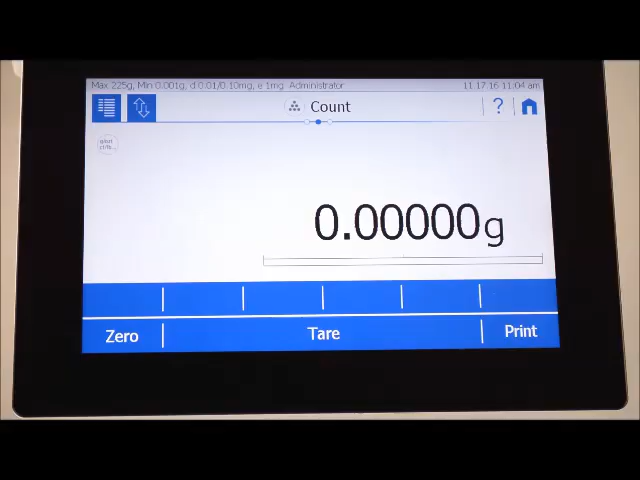 Max 225g, Min 0.001g, d 0.01/0.10mg, e 1mg Administrator
11.17.16 11:04 am
Count
?
0.00000g
Zero
Tare
Print